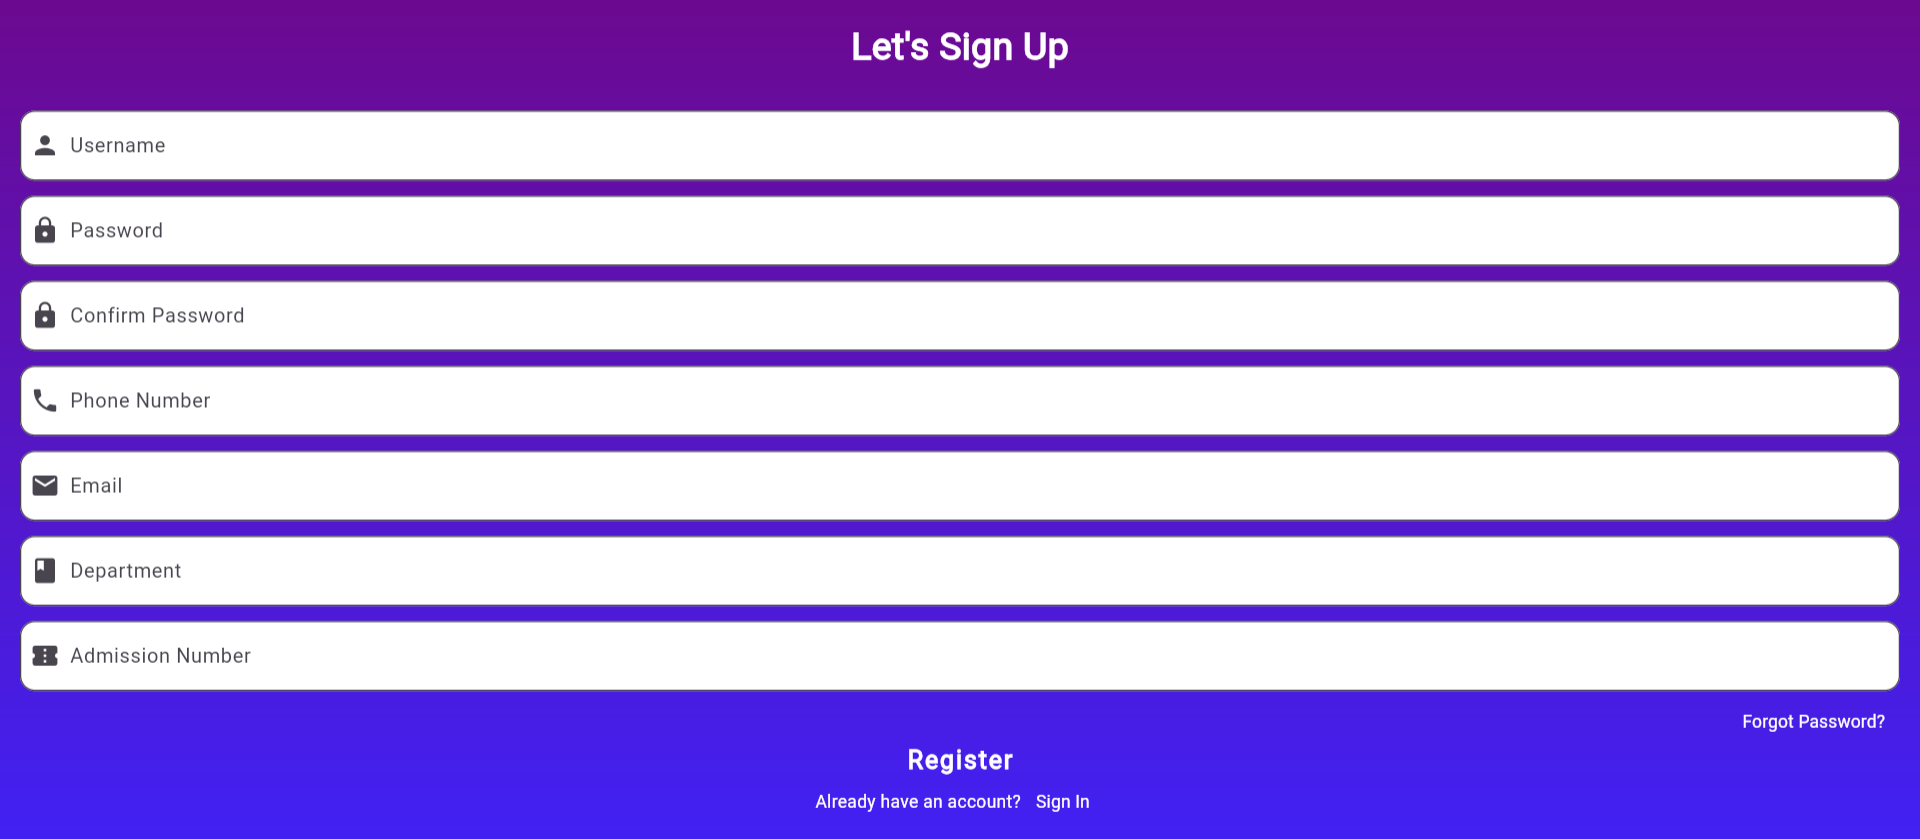 Let's Sign Up
Username
Password
Confirm Password
Phone Number
Email
Department
Admission Number
Forgot Password?
Register
Already have an account? Sign In